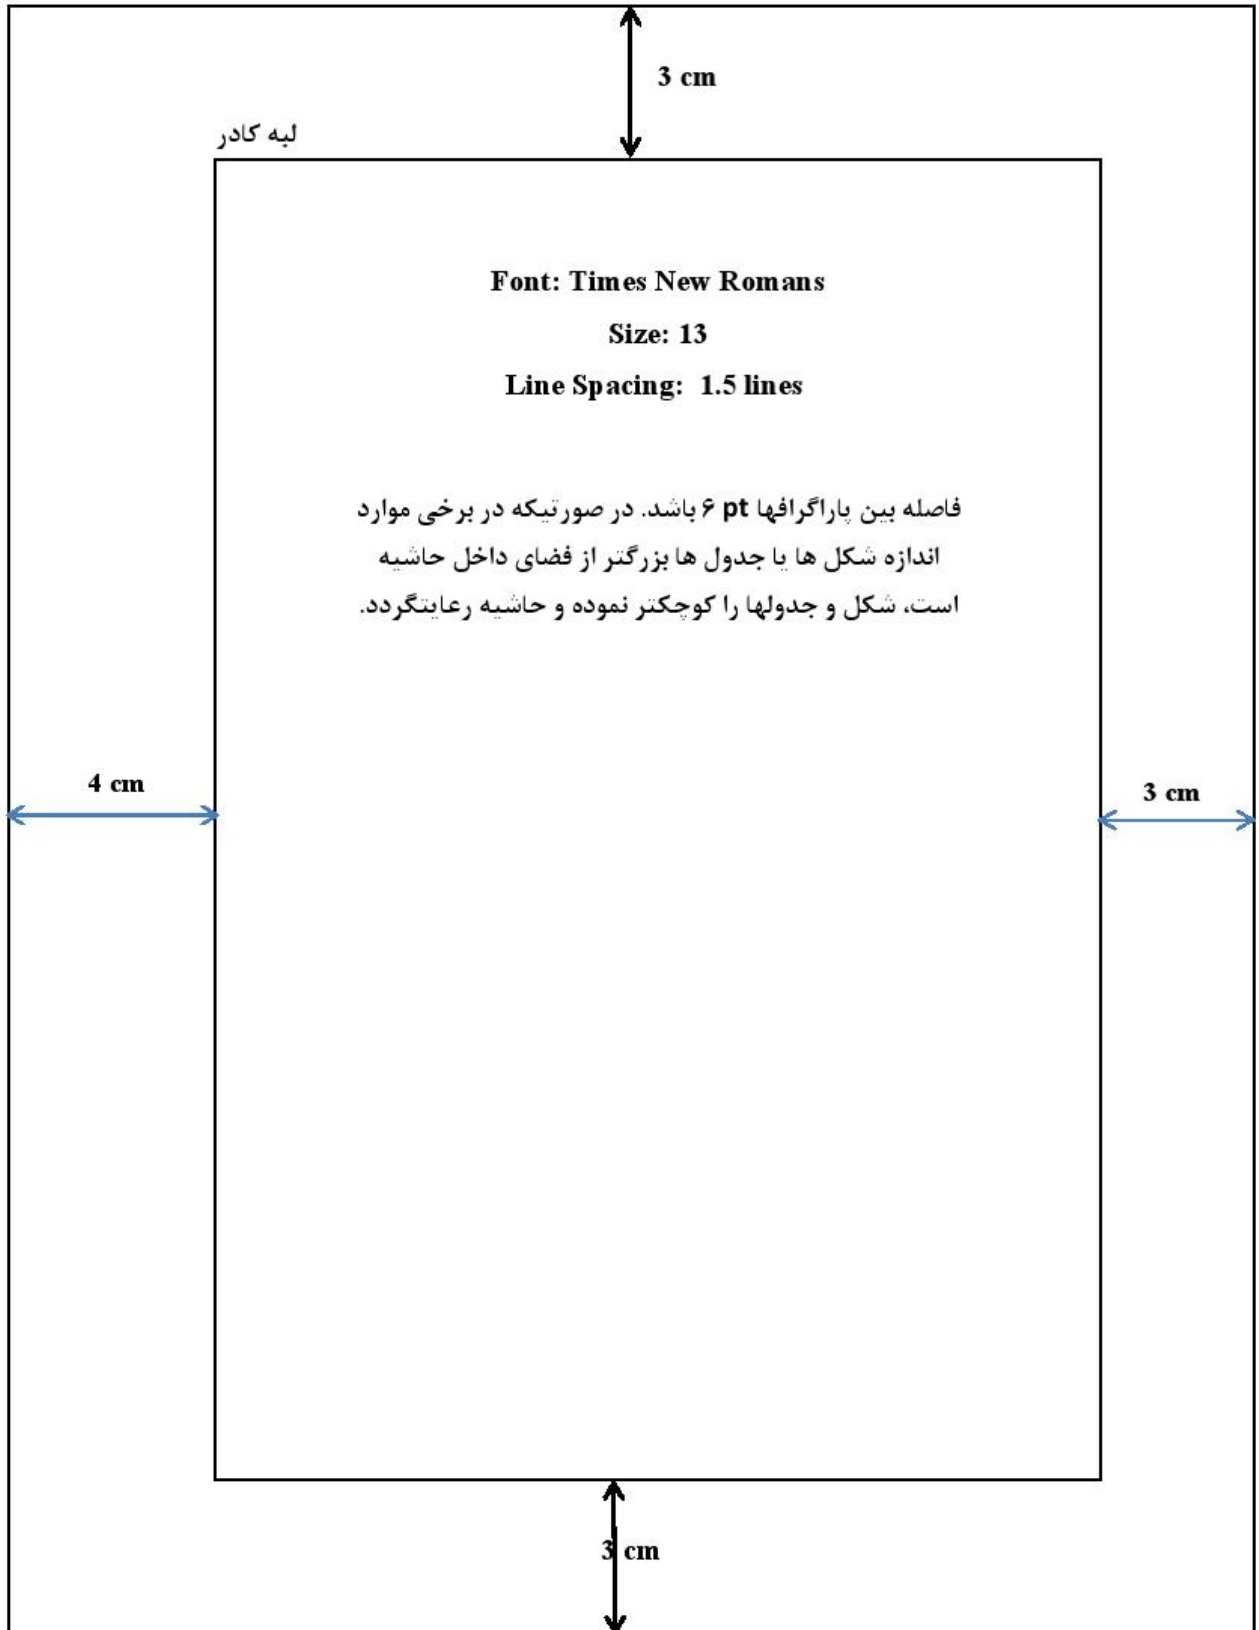 3 cm
لبه کادر
Font: Times New Romans
Size: 13
Line Spacing:  1.5 lines
فاصله بین پاراگرافها ۶ pt باشد. در صورتیکه در برخی موارد
اندازه شکل ها یا جدول ها بزرگتر از فضای داخل حاشیه
است، شکل و جدولها را کوچکتر نموده و حاشیه رعایتگردد.
4 cm
3 cm
3 cm